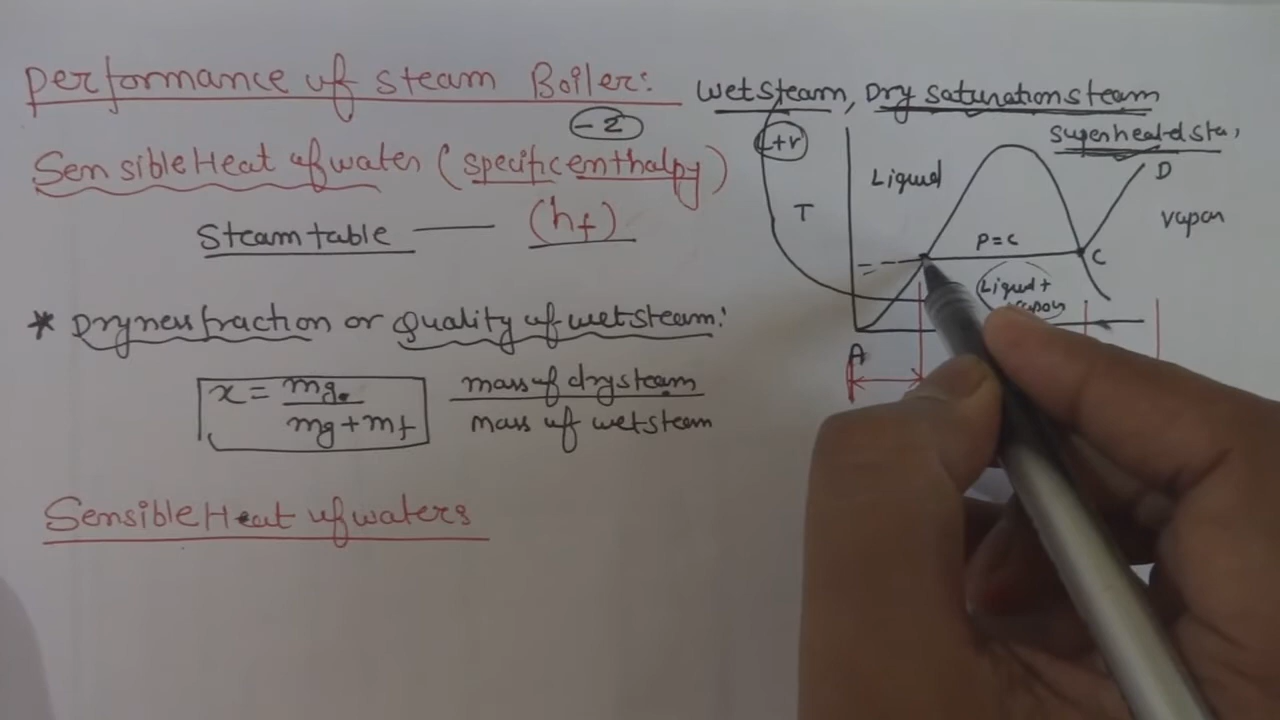 Performance of steam Boiler:
-2
Sensible Heat of water (specific enthalpy)
Steam table — (hf)
* Dryness fraction or Quality of wet steam:
x = mg / mg + mf
mass of dry steam
mass of wet steam
Sensible Heat of waters
wet steam, Dry saturation steam
L+V
Superheated stea,
Liquid
D
T
vapour
P=C
C
Liquid +
A